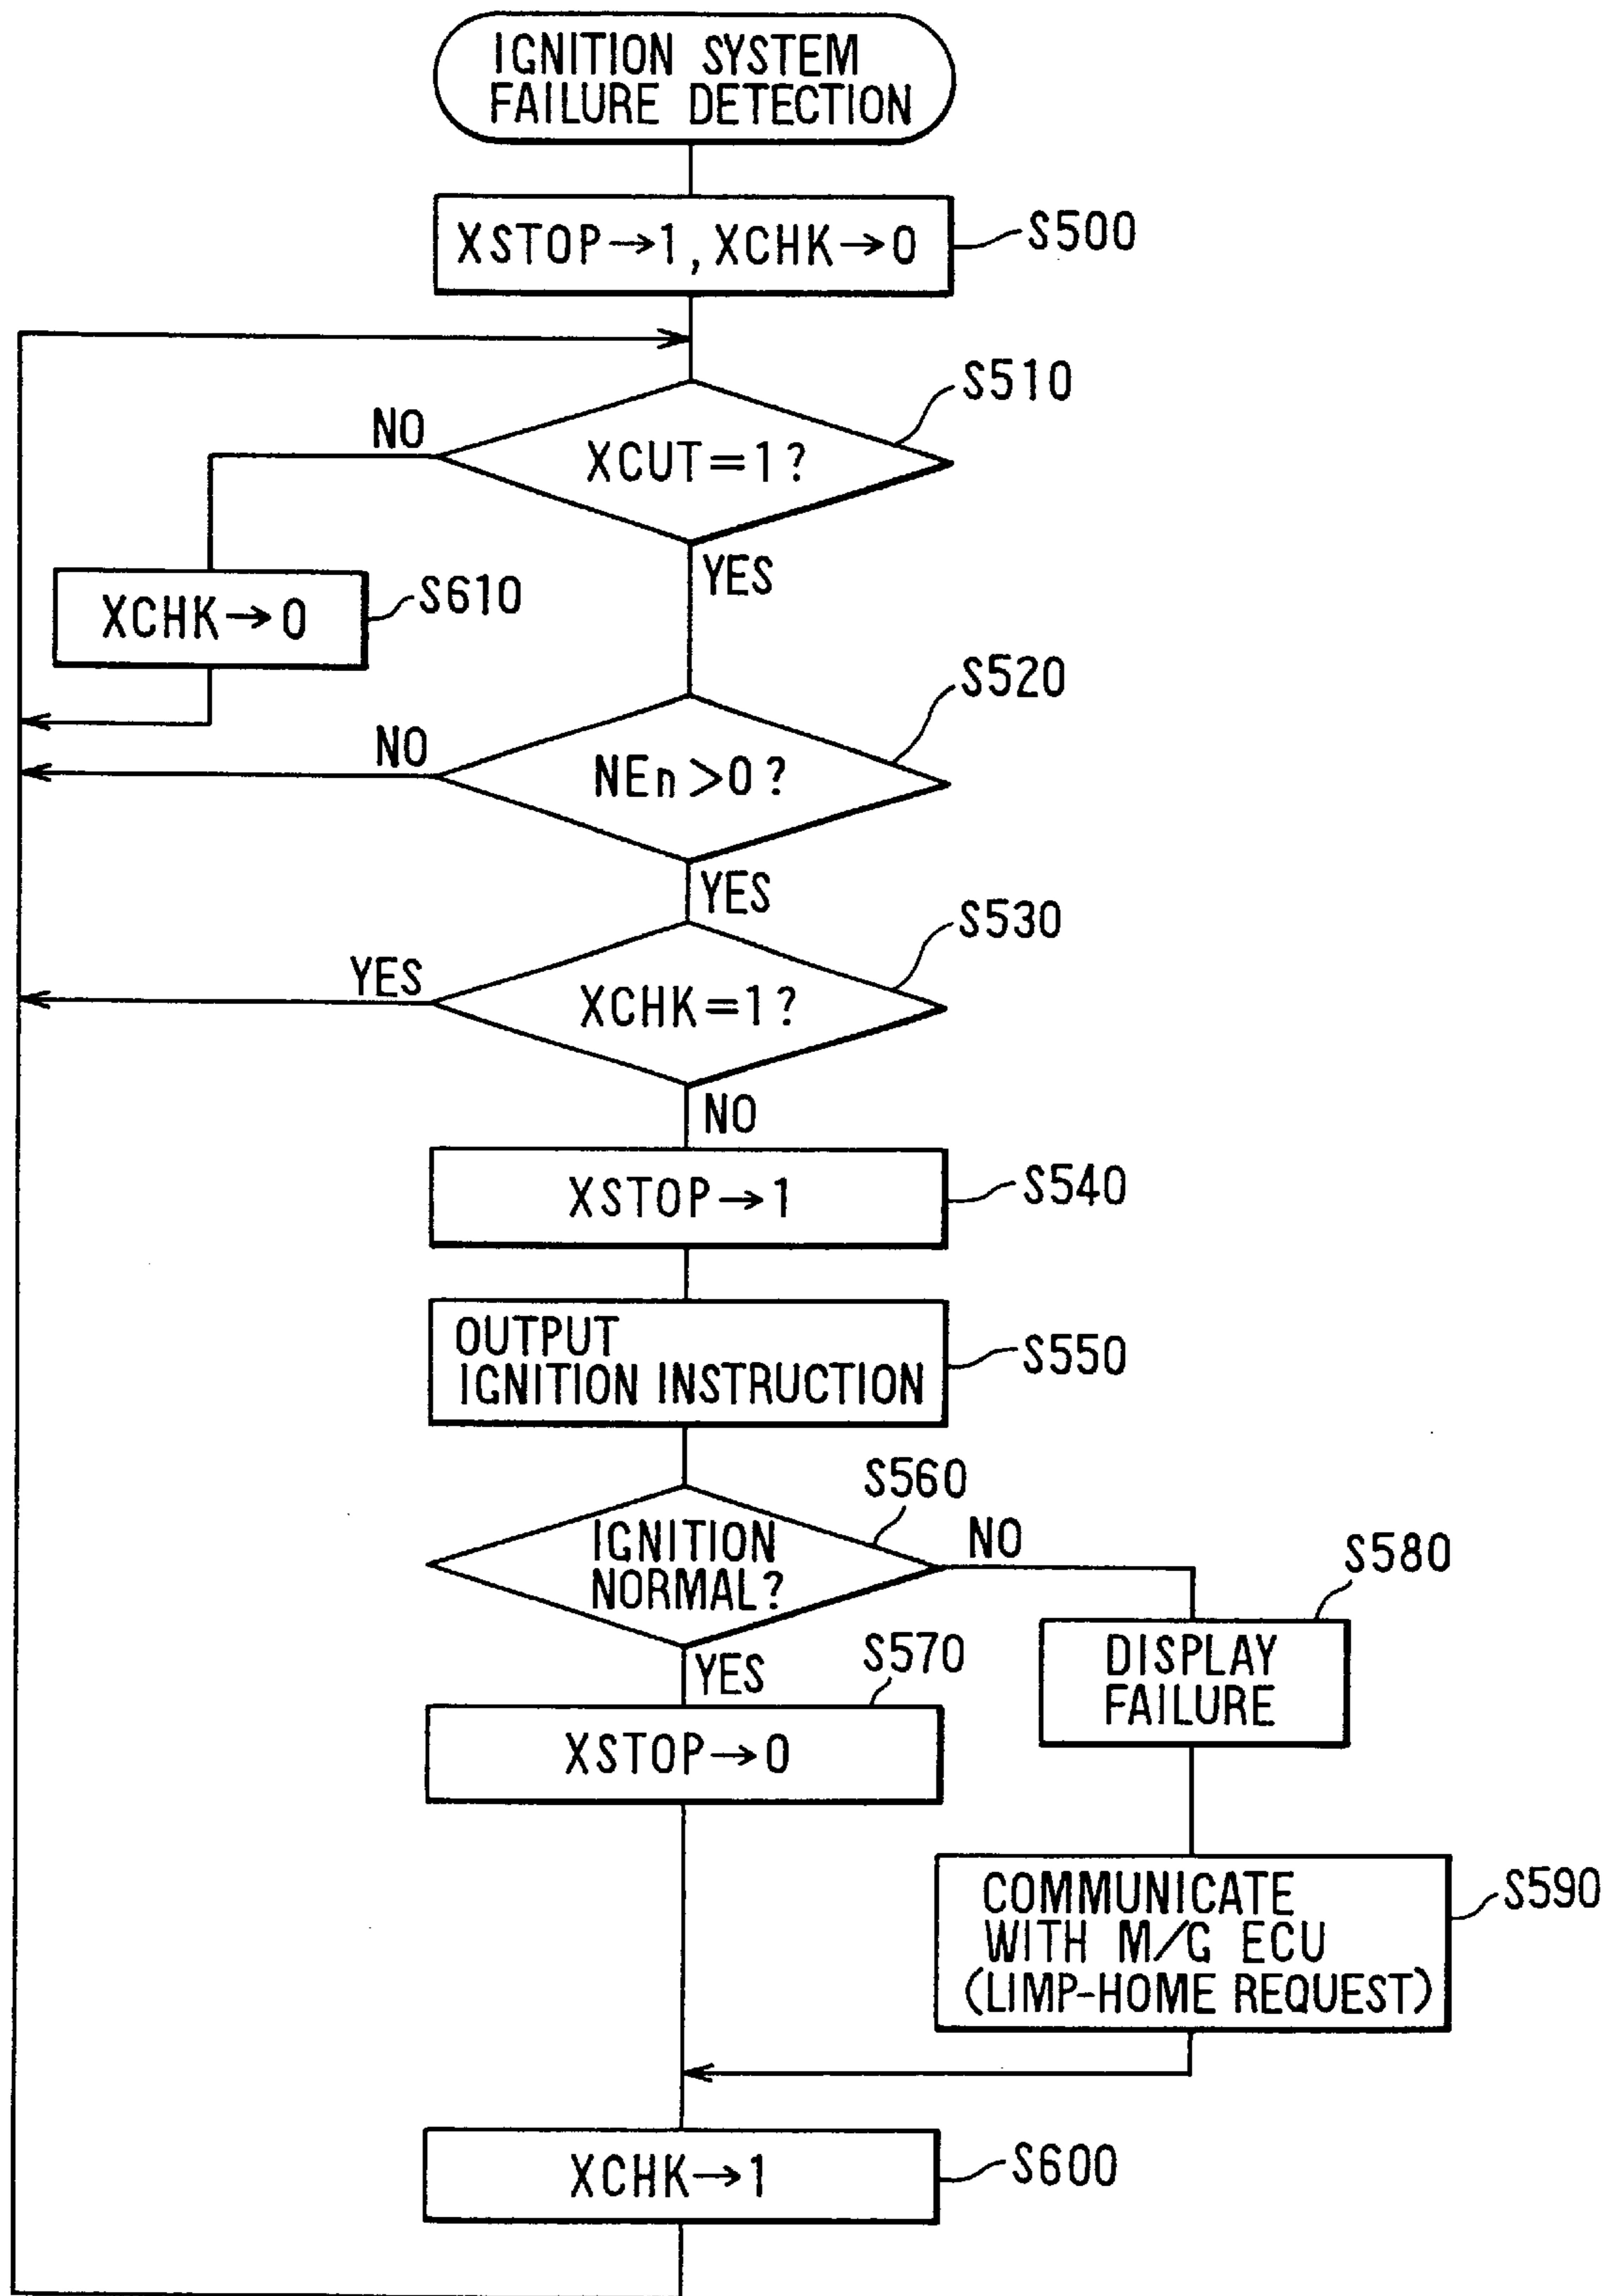 IGNITION SYSTEM
FAILURE DETECTION
XSTOP→1, XCHK→0
S500
S510
NO
XCUT=1?
YES
XCHK→0
S610
S520
NO
NEn>0?
YES
S530
YES
XCHK=1?
NO
XSTOP→1
S540
OUTPUT
IGNITION INSTRUCTION
S550
S560
IGNITION
NORMAL?
NO
S580
YES
S570
DISPLAY
FAILURE
XSTOP→0
COMMUNICATE
WITH M/G ECU
(LIMP-HOME REQUEST)
S590
XCHK→1
S600